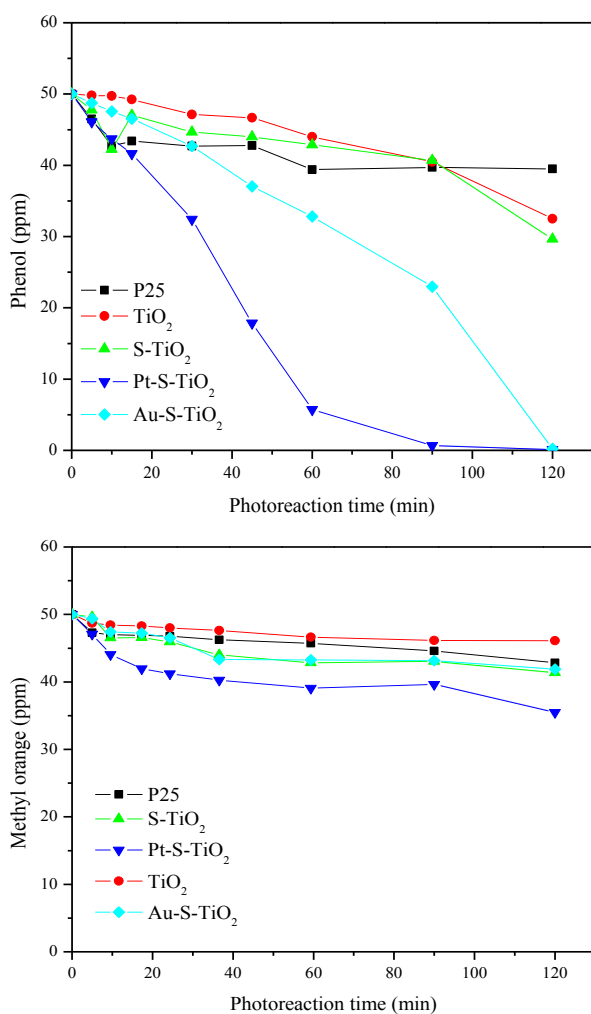 60
50
40
30
20
10
0
Phenol (ppm)
P25
TiO₂
S-TiO₂
Pt-S-TiO₂
Au-S-TiO₂
0 20 40 60 80 100 120
Photoreaction time (min)
60
50
40
30
20
10
0
Methyl orange (ppm)
P25
S-TiO₂
Pt-S-TiO₂
TiO₂
Au-S-TiO₂
0 20 40 60 80 100 120
Photoreaction time (min)